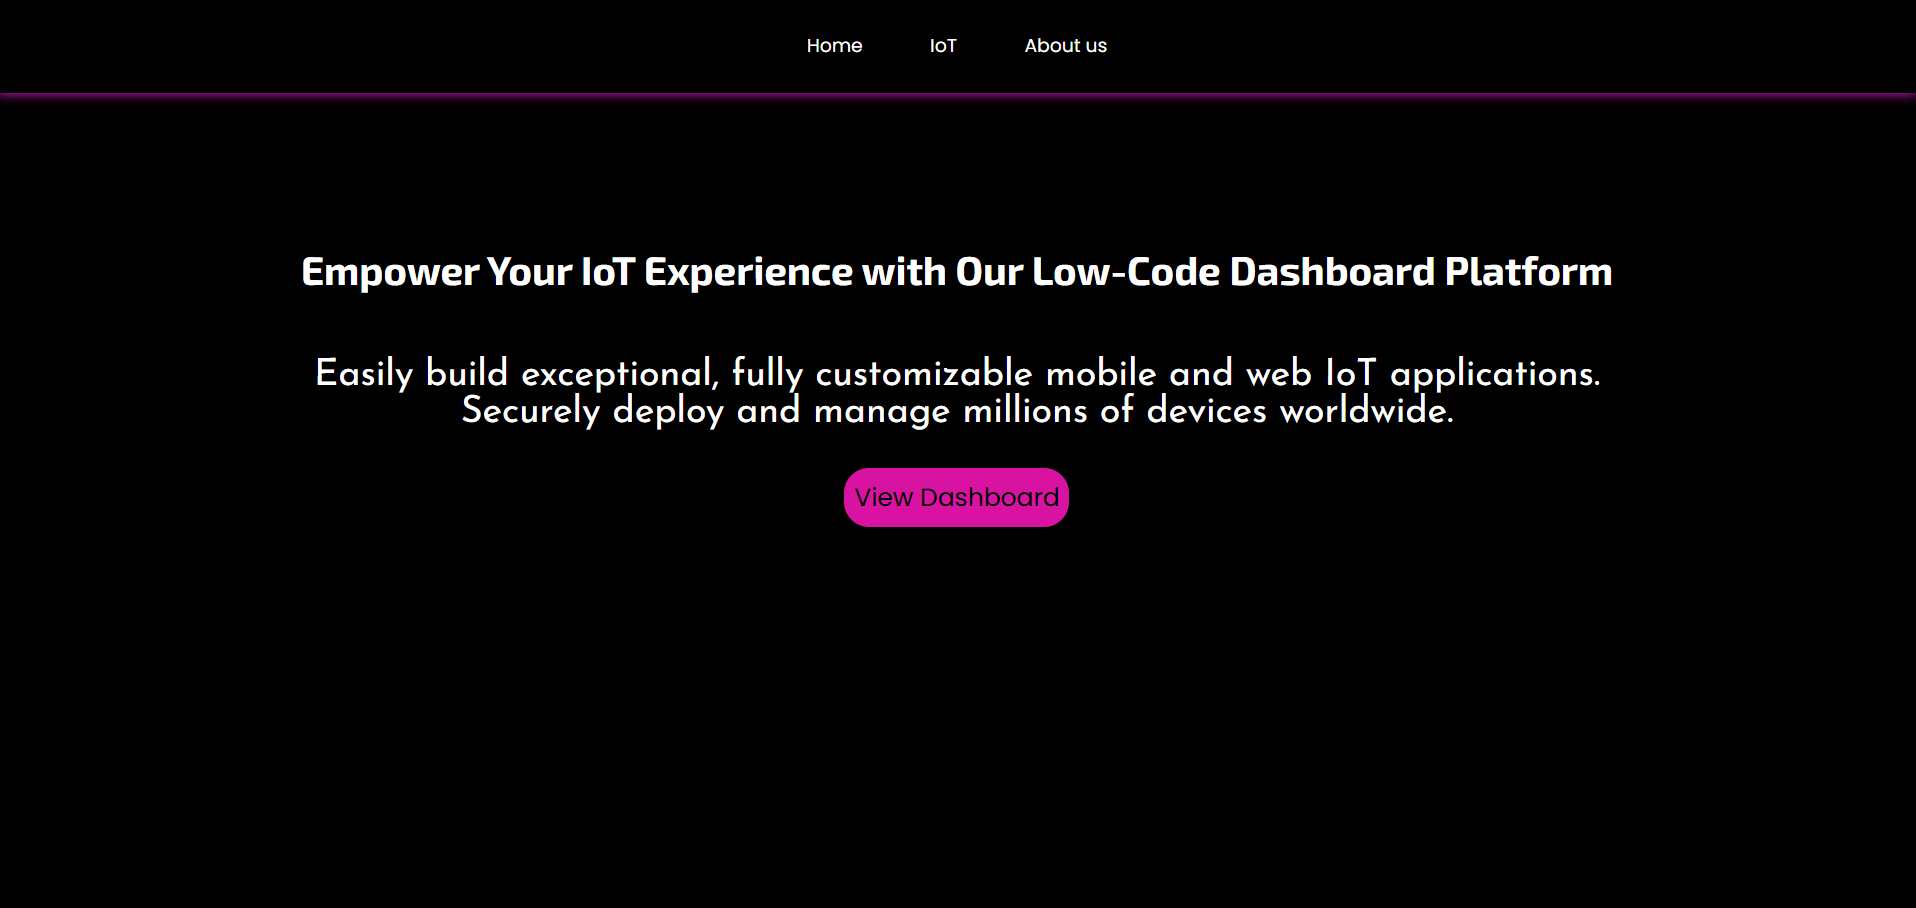 Home IoT About us
Empower Your IoT Experience with Our Low-Code Dashboard Platform
Easily build exceptional, fully customizable mobile and web IoT applications.
Securely deploy and manage millions of devices worldwide.
View Dashboard